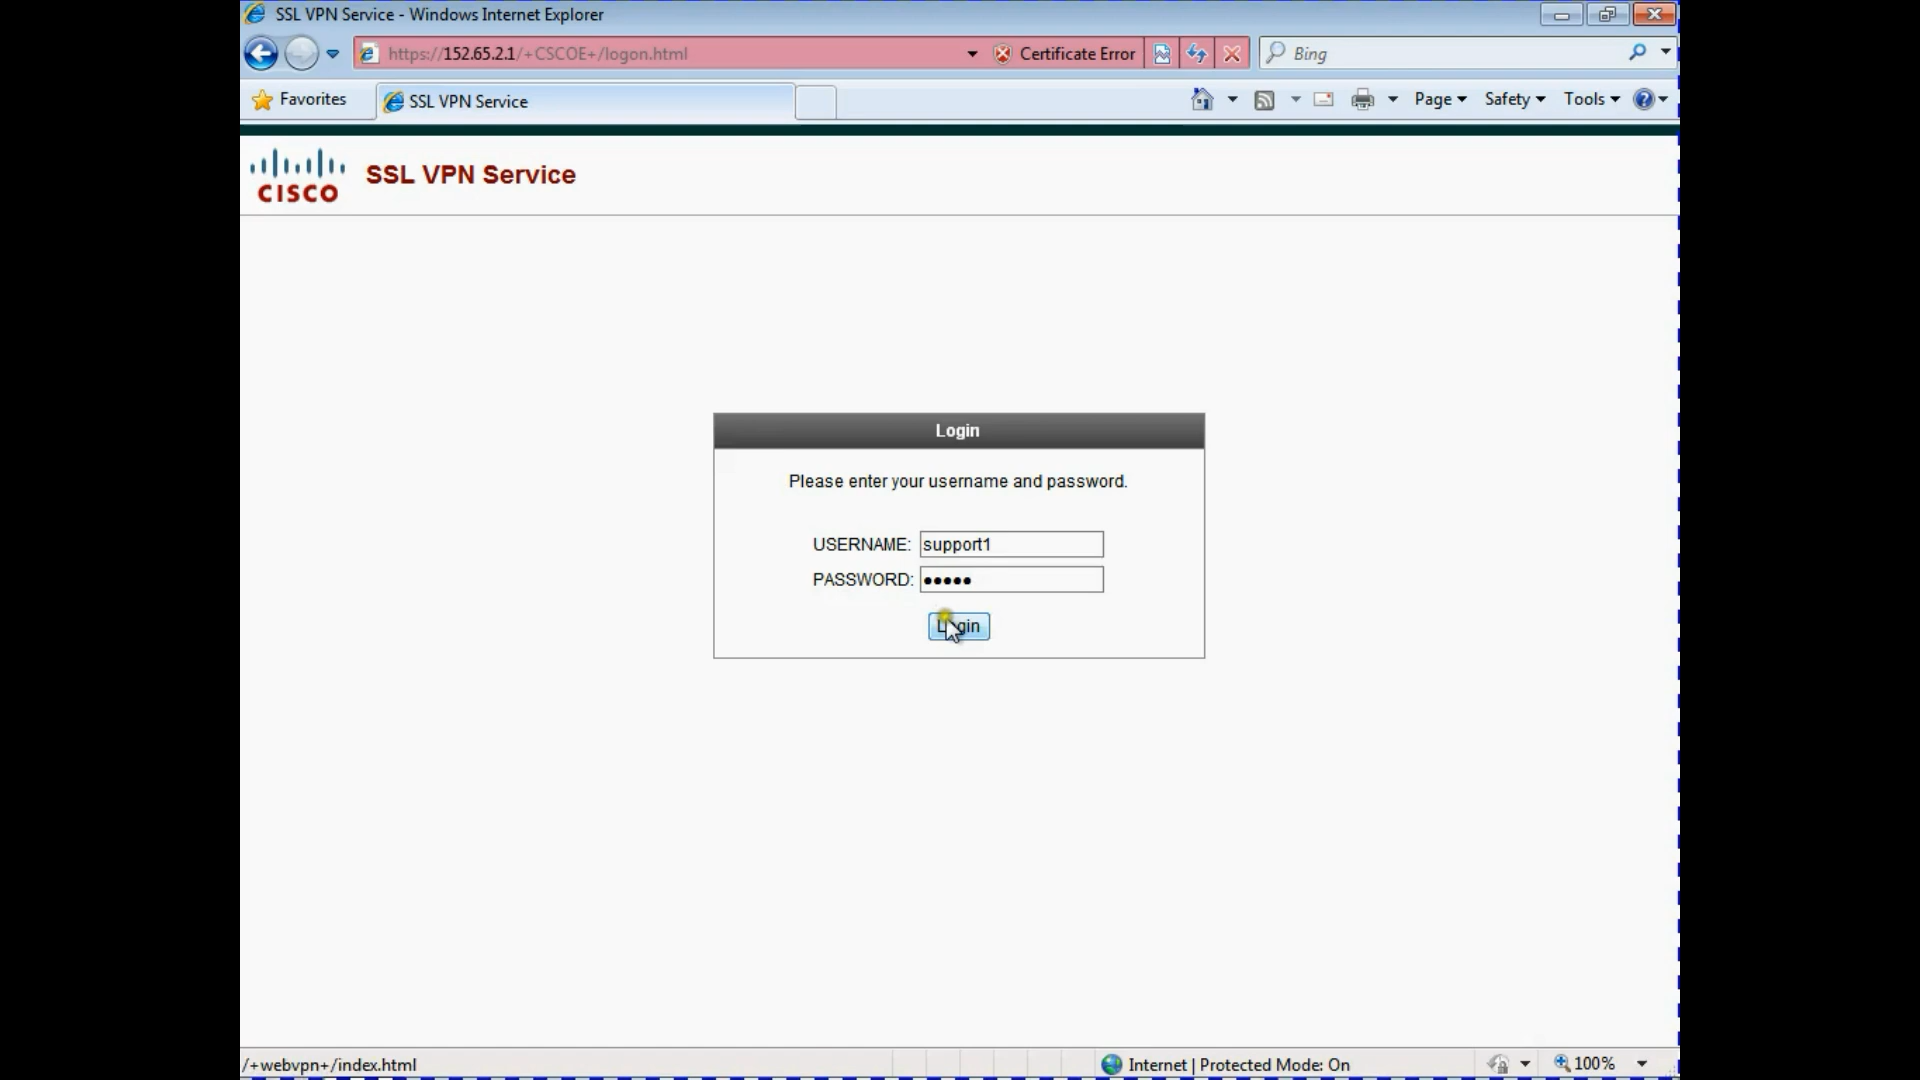 SSL VPN Service - Windows Internet Explorer
https://152.65.2.1/+CSCOE+/logon.html
Certificate Error
Bing
Favorites
SSL VPN Service
Page
Safety
Tools
CISCO
SSL VPN Service
Login
Please enter your username and password.
USERNAME: support1
PASSWORD: •••••
Login
/+webvpn+/index.html
Internet | Protected Mode: On
100%